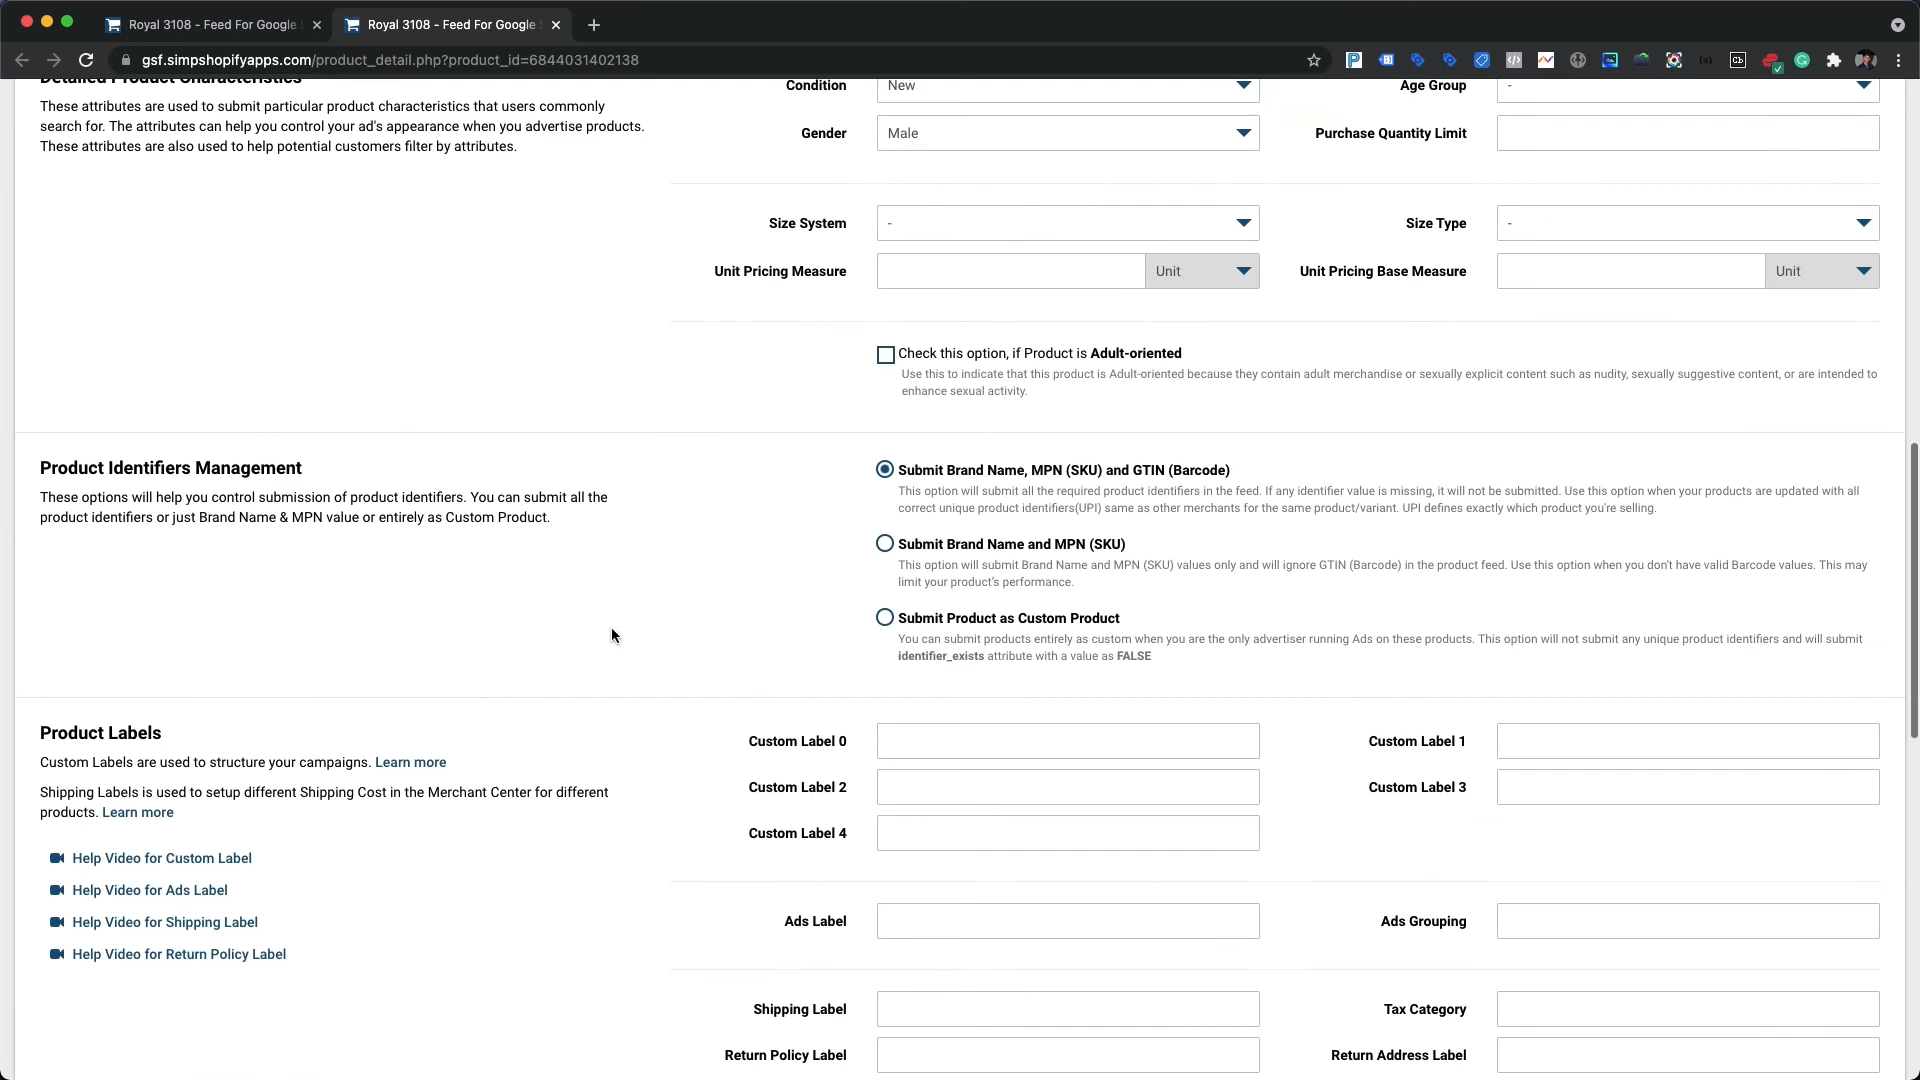 Royal 3108 - Feed For Google
Royal 3108 - Feed For Google
gsf.simpshopifyapps.com/product_detail.php?product_id=6844031402138
Detailed Product Characteristics
These attributes are used to submit particular product characteristics that users commonly
search for. The attributes can help you control your ad's appearance when you advertise products.
These attributes are also used to help potential customers filter by attributes.
Condition
New
Age Group
-
Gender
Male
Purchase Quantity Limit
Size System
-
Size Type
-
Unit Pricing Measure
Unit
Unit Pricing Base Measure
Unit
Check this option, if Product is Adult-oriented
Use this to indicate that this product is Adult-oriented because they contain adult merchandise or sexually explicit content such as nudity, sexually suggestive content, or are intended to
enhance sexual activity.
Product Identifiers Management
These options will help you control submission of product identifiers. You can submit all the
product identifiers or just Brand Name & MPN value or entirely as Custom Product.
Submit Brand Name, MPN (SKU) and GTIN (Barcode)
This option will submit all the required product identifiers in the feed. If any identifier value is missing, it will not be submitted. Use this option when your products are updated with all
correct unique product identifiers(UPI) same as other merchants for the same product/variant. UPI defines exactly which product you're selling.
Submit Brand Name and MPN (SKU)
This option will submit Brand Name and MPN (SKU) values only and will ignore GTIN (Barcode) in the product feed. Use this option when you don't have valid Barcode values. This may
limit your product's performance.
Submit Product as Custom Product
You can submit products entirely as custom when you are the only advertiser running Ads on these products. This option will not submit any unique product identifiers and will submit
identifier_exists attribute with a value as FALSE
Product Labels
Custom Labels are used to structure your campaigns. Learn more
Shipping Labels is used to setup different Shipping Cost in the Merchant Center for different
products. Learn more
Help Video for Custom Label
Help Video for Ads Label
Help Video for Shipping Label
Help Video for Return Policy Label
Custom Label 0
Custom Label 1
Custom Label 2
Custom Label 3
Custom Label 4
Ads Label
Ads Grouping
Shipping Label
Tax Category
Return Policy Label
Return Address Label